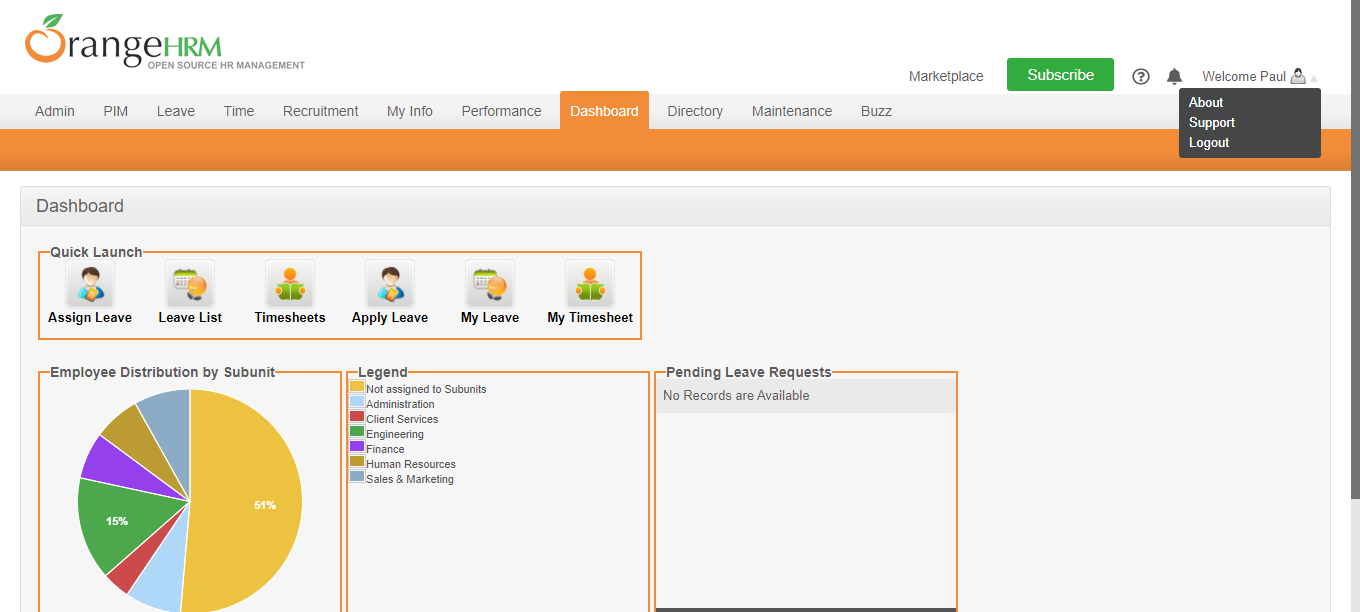 OrangeHRM
OPEN SOURCE HR MANAGEMENT
Marketplace Subscribe ? Welcome Paul
About
Support
Logout
Admin PIM Leave Time Recruitment My Info Performance Dashboard Directory Maintenance Buzz
Dashboard
Quick Launch
Assign Leave Leave List Timesheets Apply Leave My Leave My Timesheet
Employee Distribution by Subunit
51%
15%
Legend
Not assigned to Subunits
Administration
Client Services
Engineering
Finance
Human Resources
Sales & Marketing
Pending Leave Requests
No Records are Available